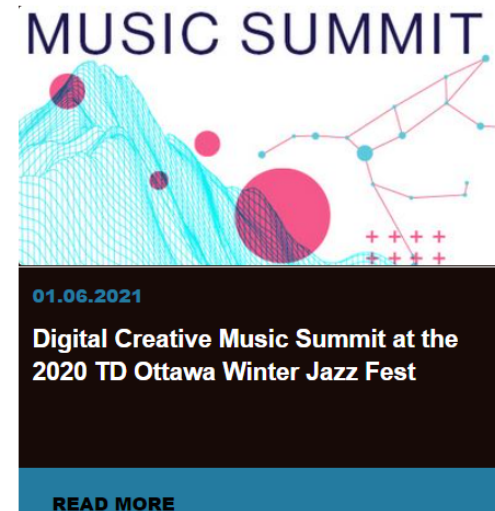 MUSIC SUMMIT
01.06.2021
Digital Creative Music Summit at the
2020 TD Ottawa Winter Jazz Fest
READ MORE